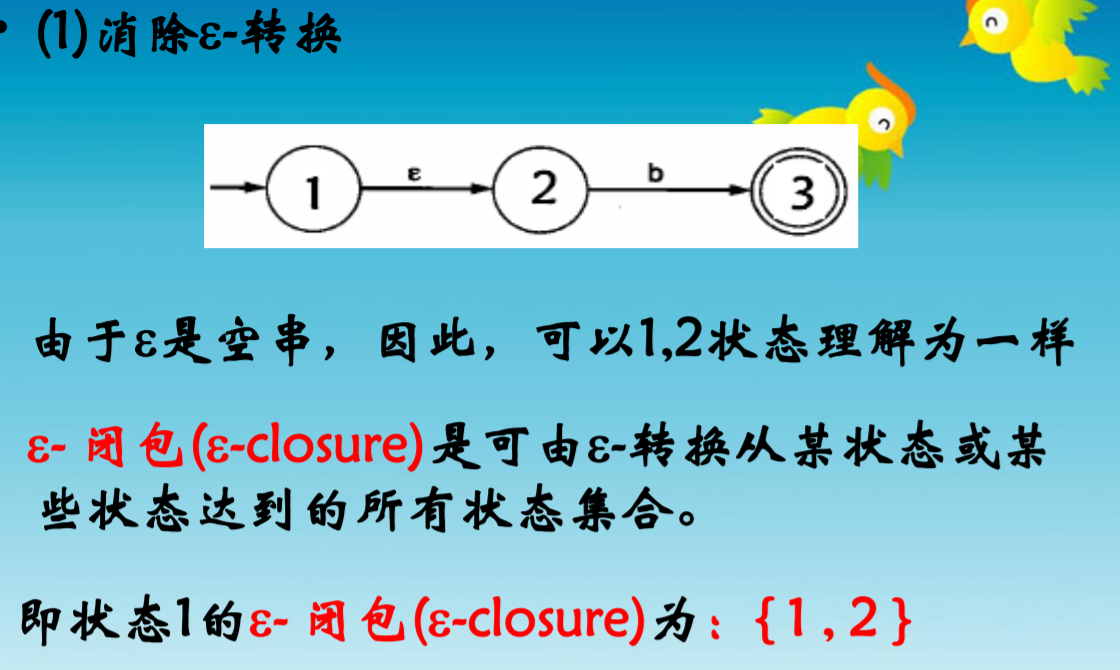 • (1)消除ε-转换
1 ε 2 b 3
由于ε是空串，因此，可以1,2状态理解为一样
ε- 闭包(ε-closure)是可由ε-转换从某状态或某
些状态达到的所有状态集合。
即状态1的ε- 闭包(ε-closure)为：{ 1 , 2 }